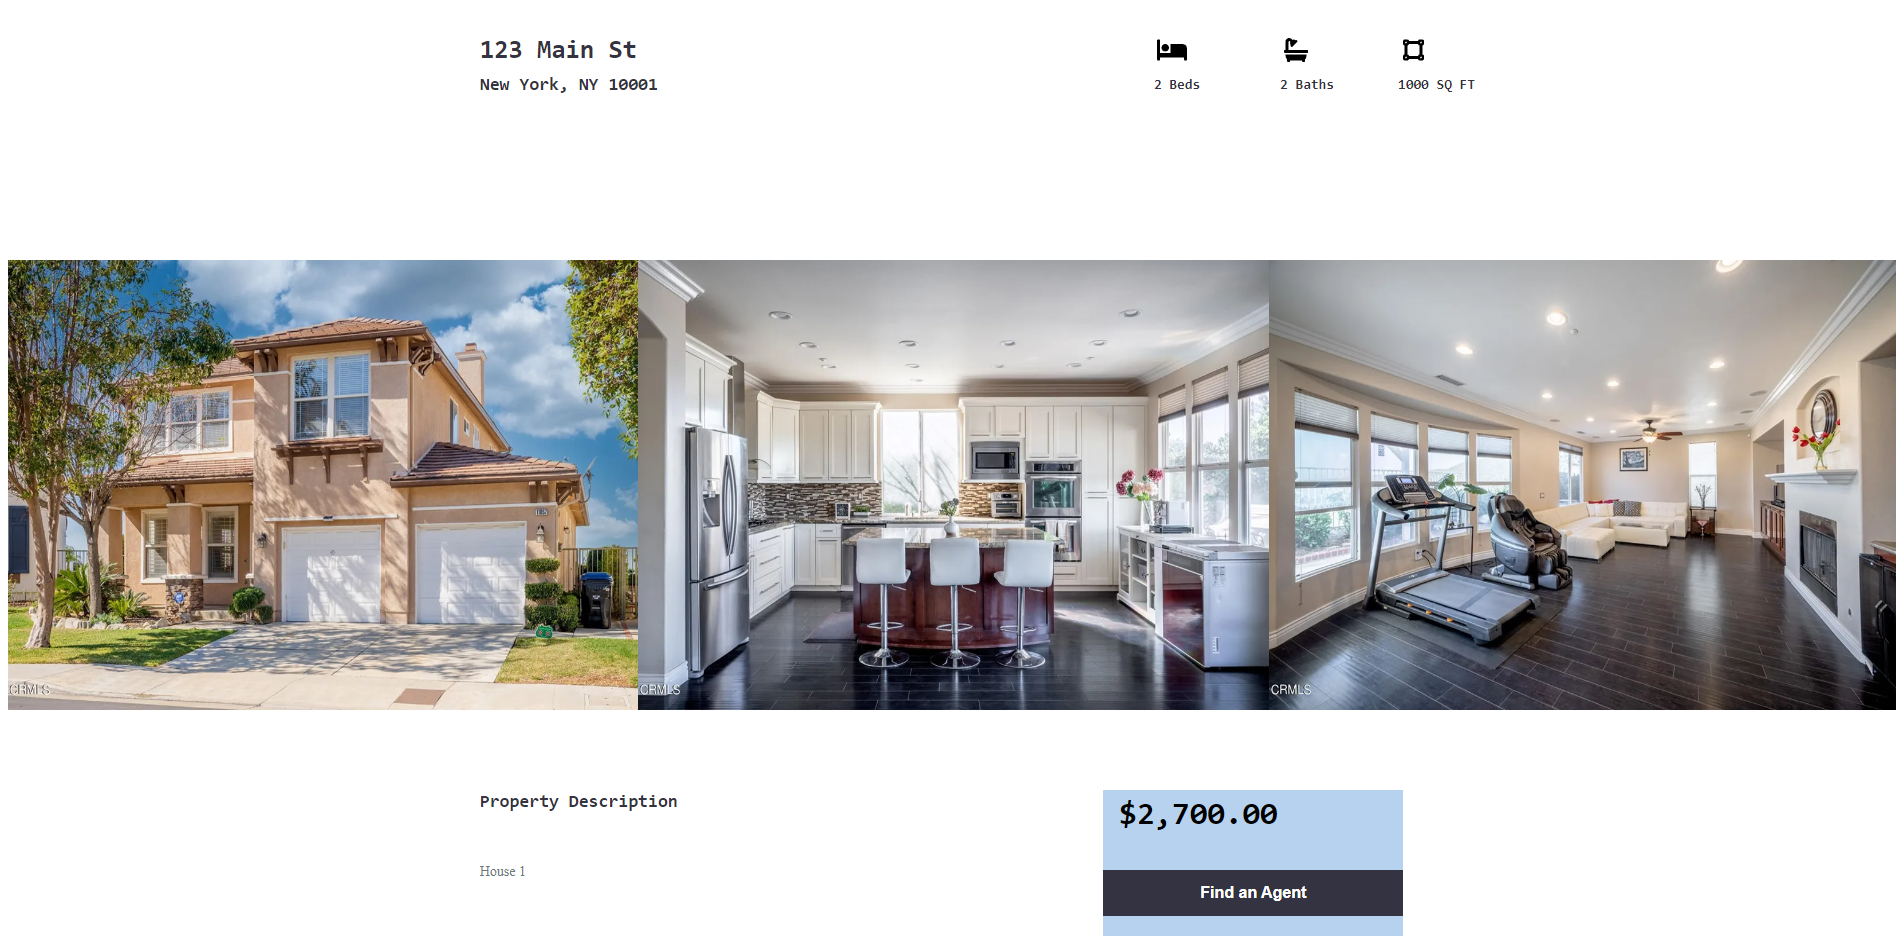 123 Main St
New York, NY 10001
2 Beds
2 Baths
1000 SQ FT
CRMLS
CRMLS
CRMLS
Property Description
House 1
$2,700.00
Find an Agent